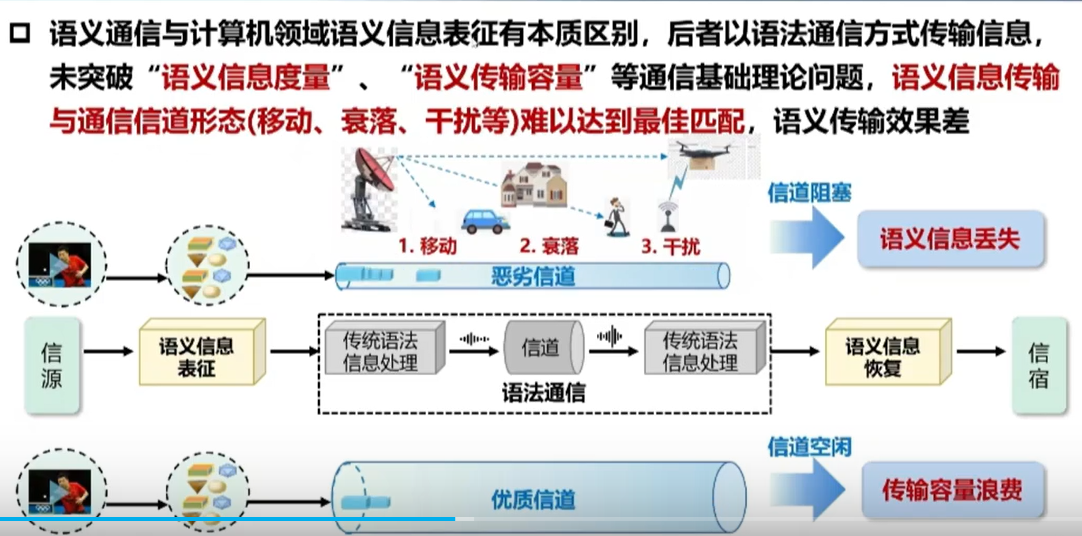 语义通信与计算机领域语义信息表征有本质区别，后者以语法通信方式传输信息，
未突破“语义信息度量”、“语义传输容量”等通信基础理论问题，语义信息传输
与通信信道形态(移动、衰落、干扰等)难以达到最佳匹配，语义传输效果差
1. 移动
2. 衰落
3. 干扰
信道阻塞
语义信息丢失
恶劣信道
信源
语义信息
表征
传统语法
信息处理
信道
传统语法
信息处理
语法通信
语义信息
恢复
信宿
优质信道
信道空闲
传输容量浪费